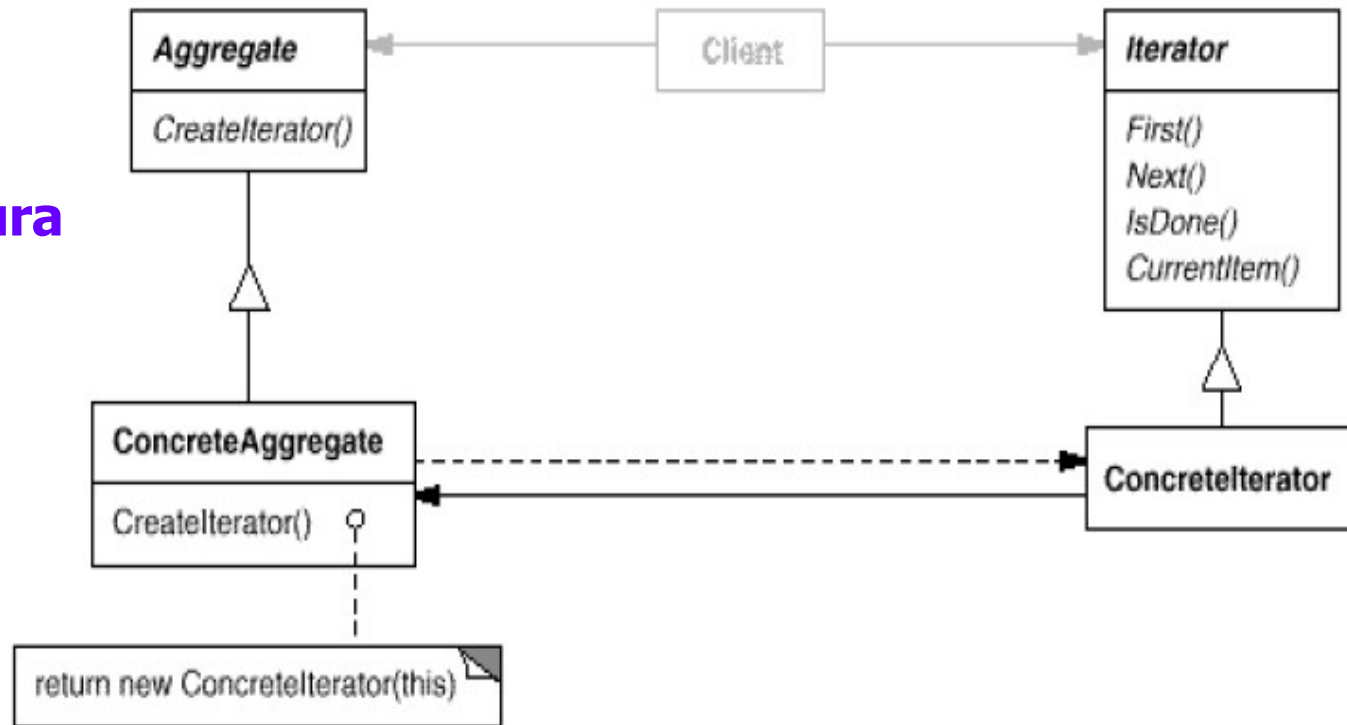 Aggregate
CreateIterator()
Client
Iterator
First()
Next()
IsDone()
CurrentItem()
ura
ConcreteAggregate
CreateIterator()
ConcreteIterator
return new ConcreteIterator(this)